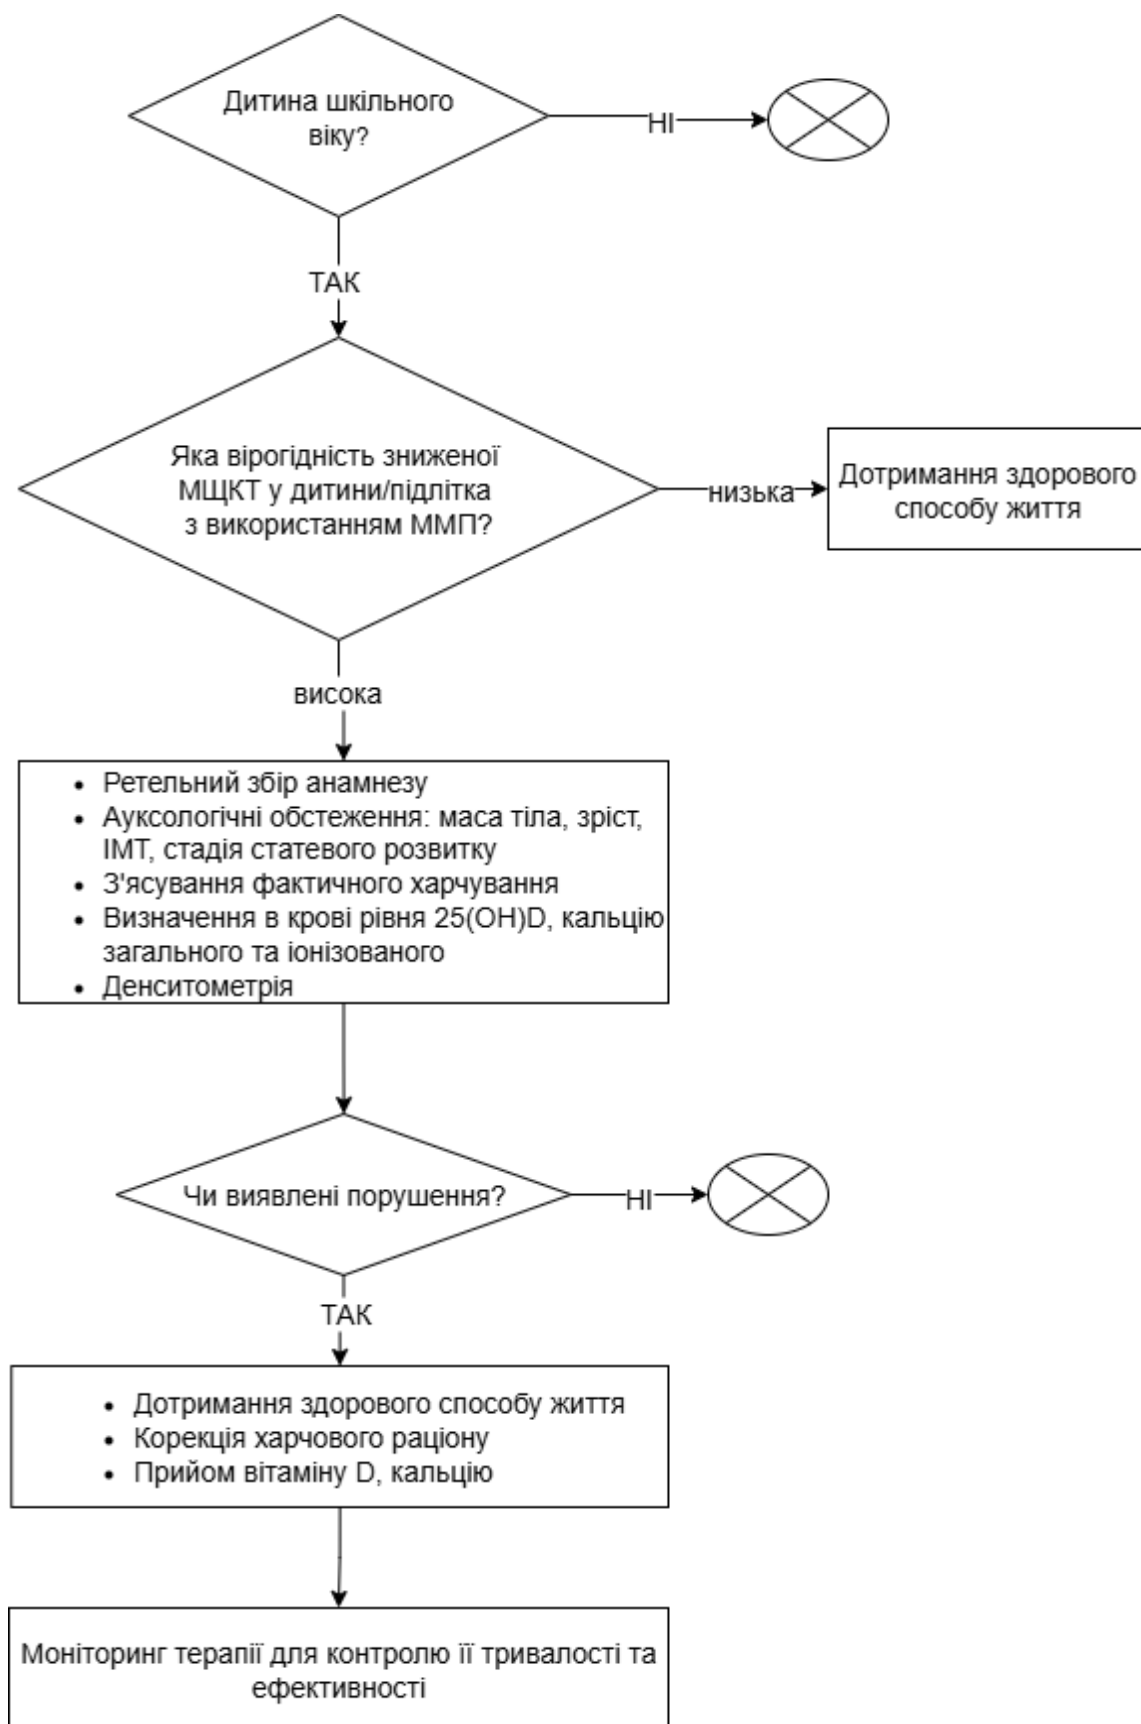 Дитина шкільного
віку?
НІ
ТАК
Яка вірогідність зниженої
МЩКТ у дитини/підлітка
з використанням ММП?
низька
Дотримання здорового
способу життя
висока
• Ретельний збір анамнезу
• Ауксологічні обстеження: маса тіла, зріст,
ІМТ, стадія статевого розвитку
• З'ясування фактичного харчування
• Визначення в крові рівня 25(OH)D, кальцію
загального та іонізованого
• Денситометрія
Чи виявлені порушення?
НІ
ТАК
• Дотримання здорового способу життя
• Корекція харчового раціону
• Прийом вітаміну D, кальцію
Моніторинг терапії для контролю її тривалості та
ефективності